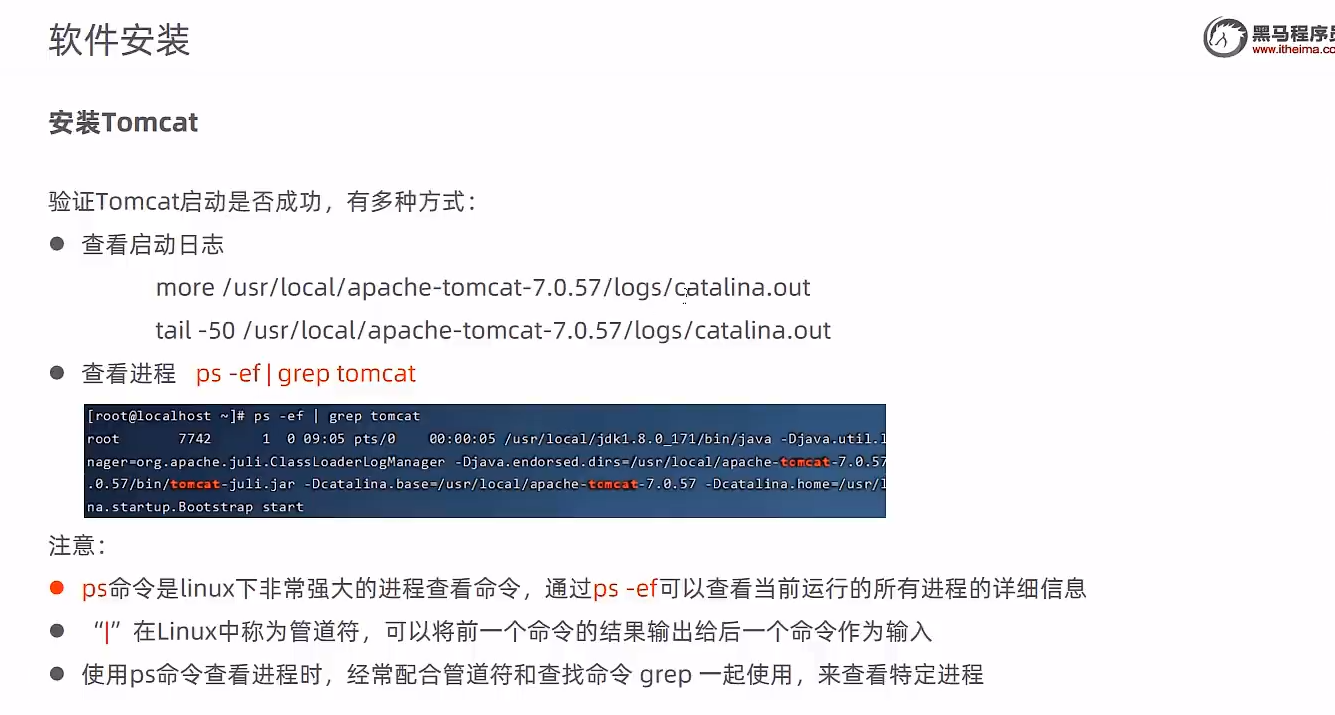 软件安装
黑马程序员
www.itheima.co
安装Tomcat
验证Tomcat启动是否成功，有多种方式：
● 查看启动日志
more /usr/local/apache-tomcat-7.0.57/logs/catalina.out
tail -50 /usr/local/apache-tomcat-7.0.57/logs/catalina.out
● 查看进程 ps -ef | grep tomcat
[root@localhost ~]# ps -ef | grep tomcat
root 7742 1 0 09:05 pts/0 00:00:05 /usr/local/jdk1.8.0_171/bin/java -Djava.util.l
nager=org.apache.juli.ClassLoaderLogManager -Djava.endorsed.dirs=/usr/local/apache-tomcat-7.0.57
.0.57/bin/tomcat-juli.jar -Dcatalina.base=/usr/local/apache-tomcat-7.0.57 -Dcatalina.home=/usr/l
na.startup.Bootstrap start
注意：
● ps命令是linux下非常强大的进程查看命令，通过ps -ef可以查看当前运行的所有进程的详细信息
● “|”在Linux中称为管道符，可以将前一个命令的结果输出给后一个命令作为输入
● 使用ps命令查看进程时，经常配合管道符和查找命令 grep 一起使用，来查看特定进程